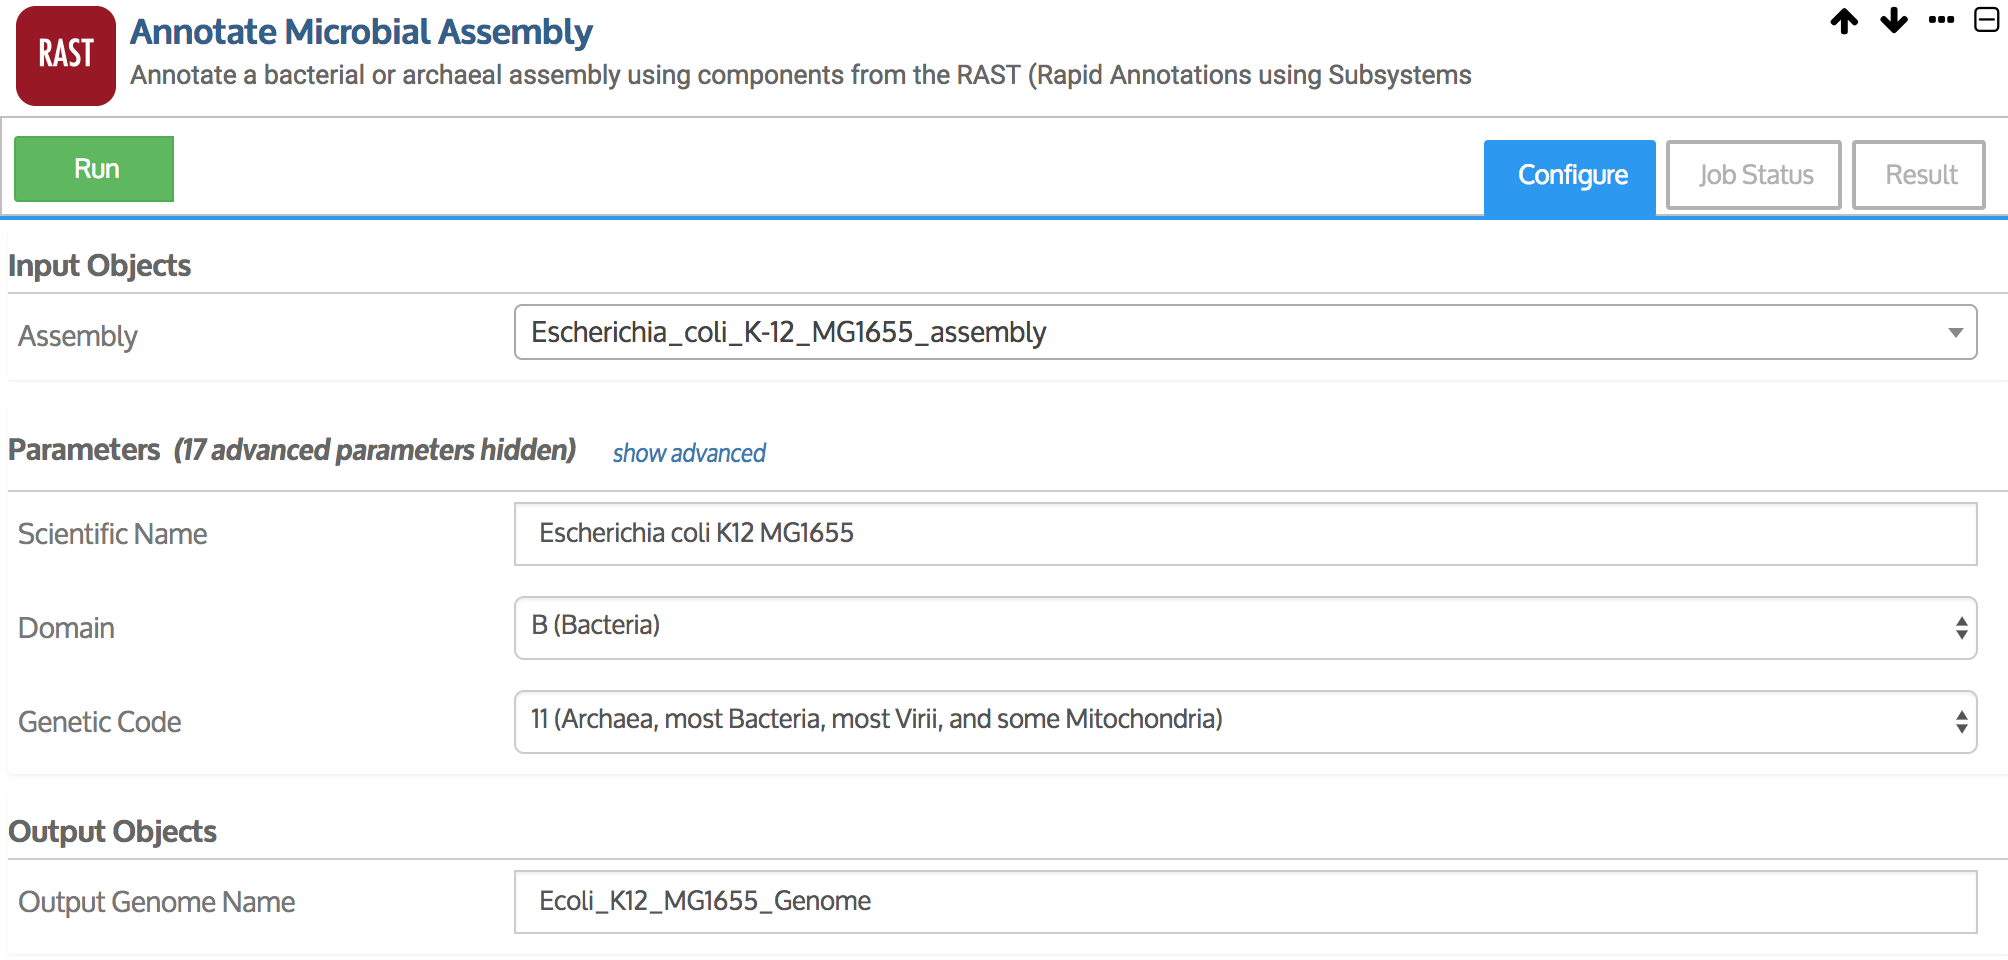 RAST
Annotate Microbial Assembly
Annotate a bacterial or archaeal assembly using components from the RAST (Rapid Annotations using Subsystems
Run
Configure
Job Status
Result
Input Objects
Assembly
Escherichia_coli_K-12_MG1655_assembly
Parameters (17 advanced parameters hidden) show advanced
Scientific Name
Escherichia coli K12 MG1655
Domain
B (Bacteria)
Genetic Code
11 (Archaea, most Bacteria, most Virii, and some Mitochondria)
Output Objects
Output Genome Name
Ecoli_K12_MG1655_Genome